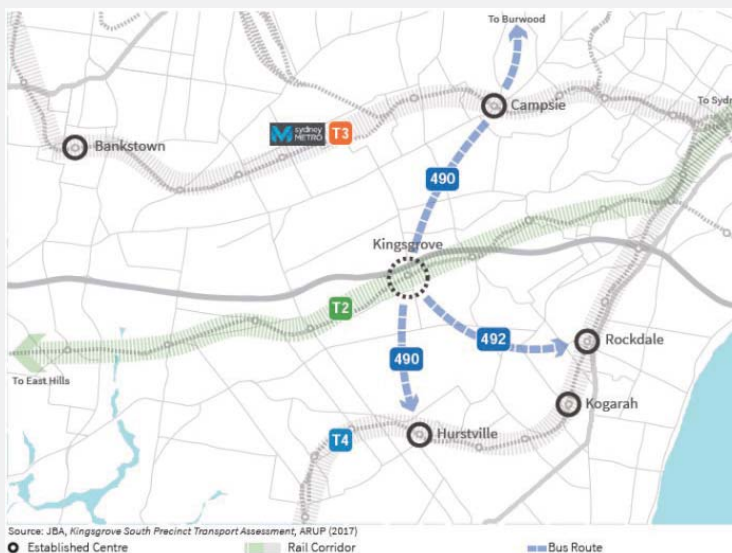 To Burwood
Campsie
To Sydn
sydney
METRO
T3
Bankstown
490
Kingsgrove
T2
492
Rockdale
490
To East Hills
Kogarah
T4
Hurstville
Source: JBA, Kingsgrove South Precinct Transport Assessment, ARUP (2017)
Established Centre
Rail Corridor
Bus Route